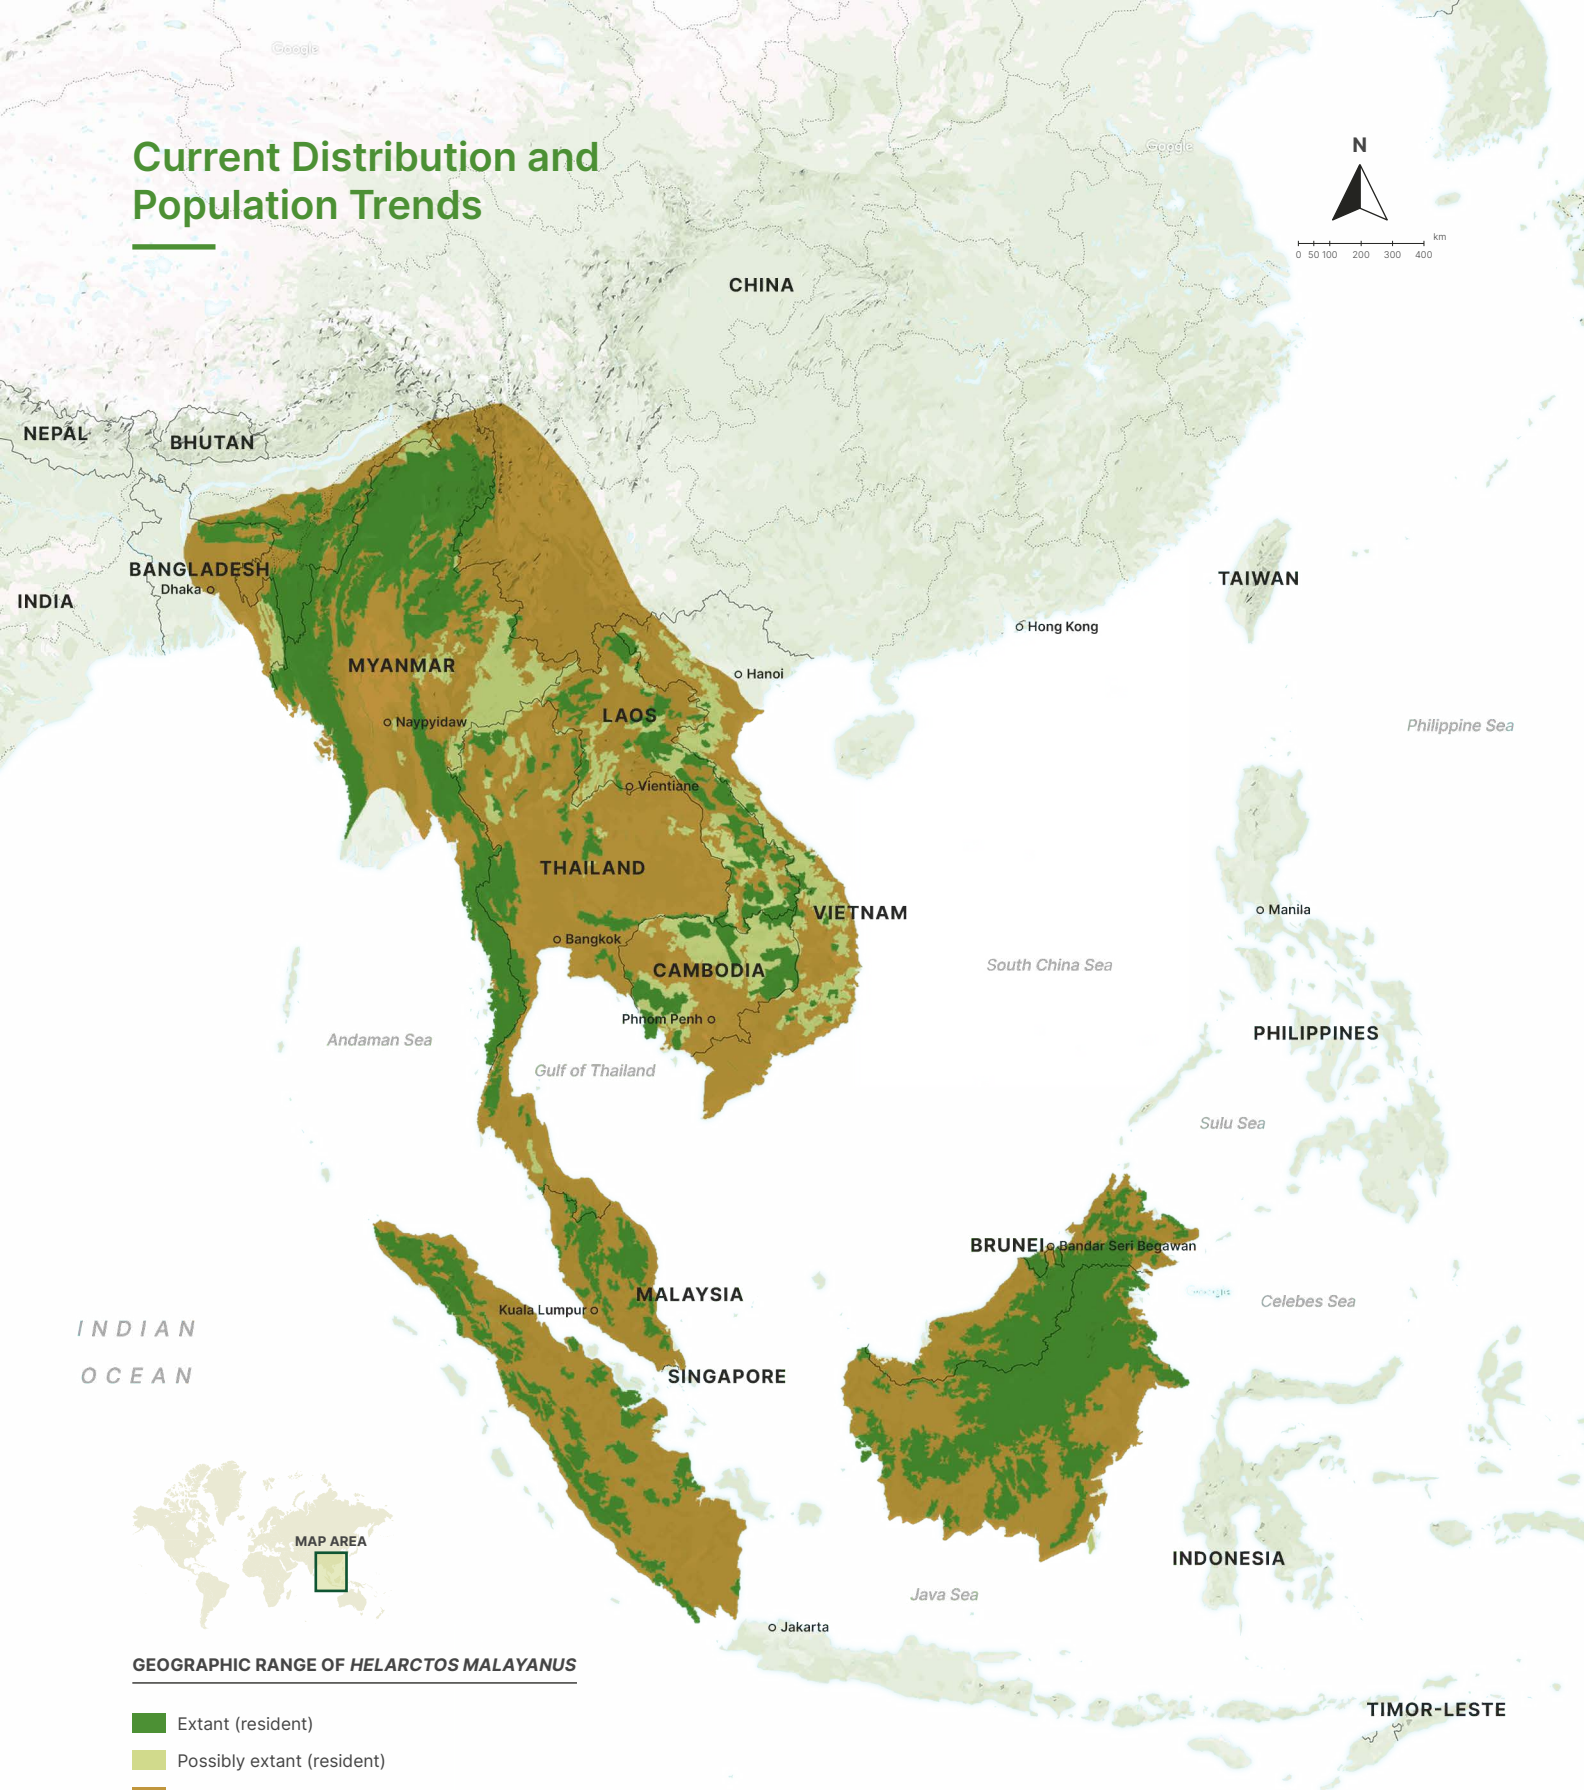 Google
Google
Current Distribution and
Population Trends
N
km
0 50 100 200 300 400
CHINA
NEPAL
BHUTAN
BANGLADESH
Dhaka
INDIA
TAIWAN
Hong Kong
MYANMAR
Hanoi
LAOS
Naypyidaw
Philippine Sea
Vientiane
THAILAND
VIETNAM
Manila
Bangkok
CAMBODIA
South China Sea
Phnom Penh
PHILIPPINES
Andaman Sea
Gulf of Thailand
Sulu Sea
BRUNEI
Bandar Seri Begawan
MALAYSIA
Google
Celebes Sea
Kuala Lumpur
INDIAN
OCEAN
SINGAPORE
MAP AREA
INDONESIA
Java Sea
Jakarta
GEOGRAPHIC RANGE OF HELARCTOS MALAYANUS
TIMOR-LESTE
Extant (resident)
Possibly extant (resident)